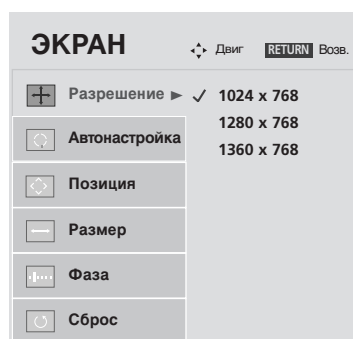 ЭКРАН Двиг RETURN Возв.
Разрешение ► ✓ 1024 x 768
1280 x 768
1360 x 768
Автонастройка
Позиция
Размер
Фаза
Сброс